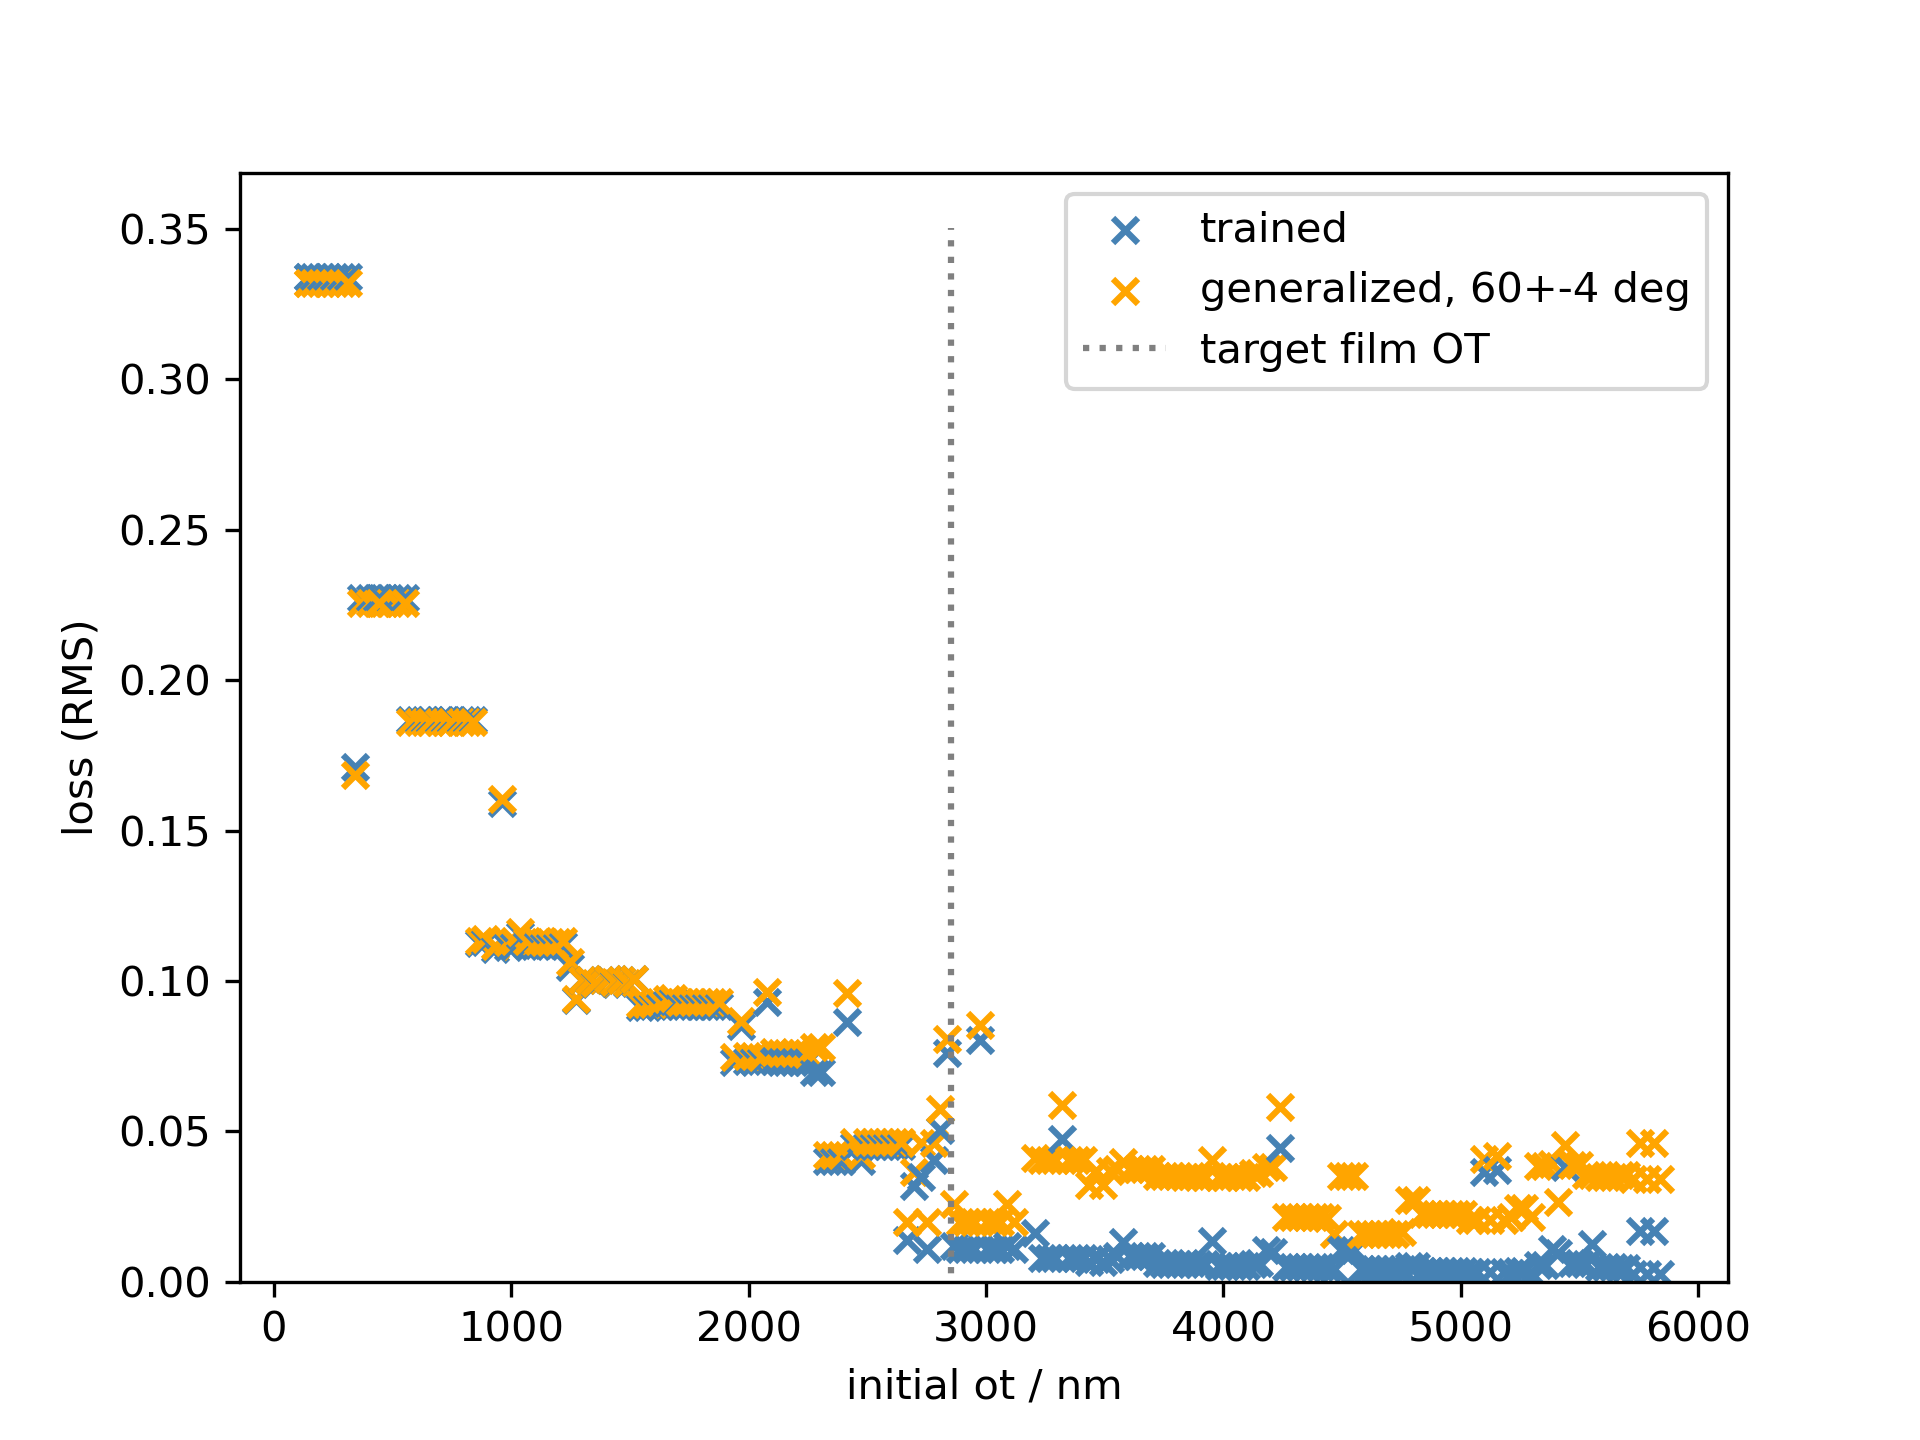 trained
generalized, 60+-4 deg
target film OT
0.35
0.30
0.25
0.20
0.15
0.10
0.05
0.00
loss (RMS)
0 1000 2000 3000 4000 5000 6000
initial ot / nm